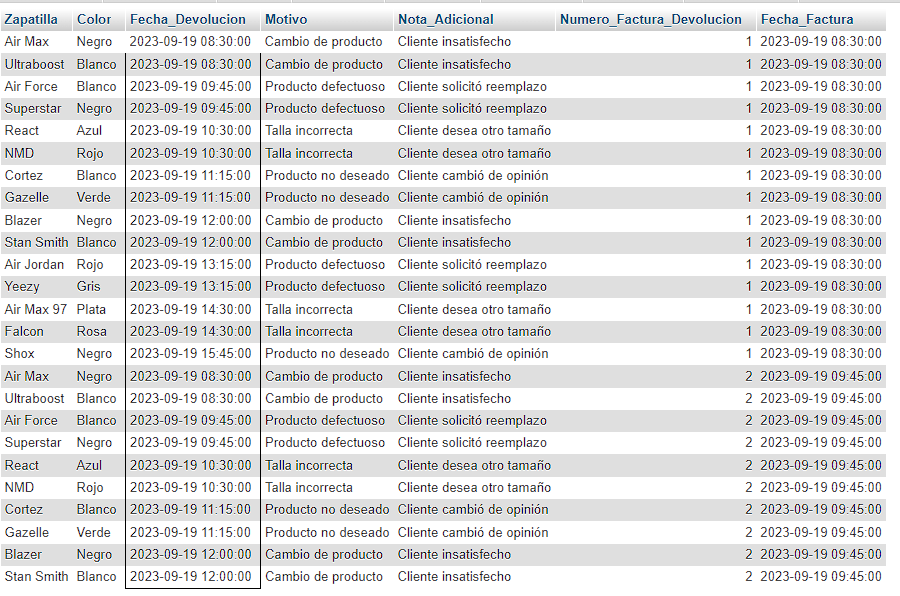 Zapatilla Color Fecha_Devolucion Motivo Nota_Adicional Numero_Factura_Devolucion Fecha_Factura
Air Max Negro 2023-09-19 08:30:00 Cambio de producto Cliente insatisfecho 1 2023-09-19 08:30:00
Ultraboost Blanco 2023-09-19 08:30:00 Cambio de producto Cliente insatisfecho 1 2023-09-19 08:30:00
Air Force Blanco 2023-09-19 09:45:00 Producto defectuoso Cliente solicitó reemplazo 1 2023-09-19 08:30:00
Superstar Negro 2023-09-19 09:45:00 Producto defectuoso Cliente solicitó reemplazo 1 2023-09-19 08:30:00
React Azul 2023-09-19 10:30:00 Talla incorrecta Cliente desea otro tamaño 1 2023-09-19 08:30:00
NMD Rojo 2023-09-19 10:30:00 Talla incorrecta Cliente desea otro tamaño 1 2023-09-19 08:30:00
Cortez Blanco 2023-09-19 11:15:00 Producto no deseado Cliente cambió de opinión 1 2023-09-19 08:30:00
Gazelle Verde 2023-09-19 11:15:00 Producto no deseado Cliente cambió de opinión 1 2023-09-19 08:30:00
Blazer Negro 2023-09-19 12:00:00 Cambio de producto Cliente insatisfecho 1 2023-09-19 08:30:00
Stan Smith Blanco 2023-09-19 12:00:00 Cambio de producto Cliente insatisfecho 1 2023-09-19 08:30:00
Air Jordan Rojo 2023-09-19 13:15:00 Producto defectuoso Cliente solicitó reemplazo 1 2023-09-19 08:30:00
Yeezy Gris 2023-09-19 13:15:00 Producto defectuoso Cliente solicitó reemplazo 1 2023-09-19 08:30:00
Air Max 97 Plata 2023-09-19 14:30:00 Talla incorrecta Cliente desea otro tamaño 1 2023-09-19 08:30:00
Falcon Rosa 2023-09-19 14:30:00 Talla incorrecta Cliente desea otro tamaño 1 2023-09-19 08:30:00
Shox Negro 2023-09-19 15:45:00 Producto no deseado Cliente cambió de opinión 1 2023-09-19 08:30:00
Air Max Negro 2023-09-19 08:30:00 Cambio de producto Cliente insatisfecho 2 2023-09-19 09:45:00
Ultraboost Blanco 2023-09-19 08:30:00 Cambio de producto Cliente insatisfecho 2 2023-09-19 09:45:00
Air Force Blanco 2023-09-19 09:45:00 Producto defectuoso Cliente solicitó reemplazo 2 2023-09-19 09:45:00
Superstar Negro 2023-09-19 09:45:00 Producto defectuoso Cliente solicitó reemplazo 2 2023-09-19 09:45:00
React Azul 2023-09-19 10:30:00 Talla incorrecta Cliente desea otro tamaño 2 2023-09-19 09:45:00
NMD Rojo 2023-09-19 10:30:00 Talla incorrecta Cliente desea otro tamaño 2 2023-09-19 09:45:00
Cortez Blanco 2023-09-19 11:15:00 Producto no deseado Cliente cambió de opinión 2 2023-09-19 09:45:00
Gazelle Verde 2023-09-19 11:15:00 Producto no deseado Cliente cambió de opinión 2 2023-09-19 09:45:00
Blazer Negro 2023-09-19 12:00:00 Cambio de producto Cliente insatisfecho 2 2023-09-19 09:45:00
Stan Smith Blanco 2023-09-19 12:00:00 Cambio de producto Cliente insatisfecho 2 2023-09-19 09:45:00